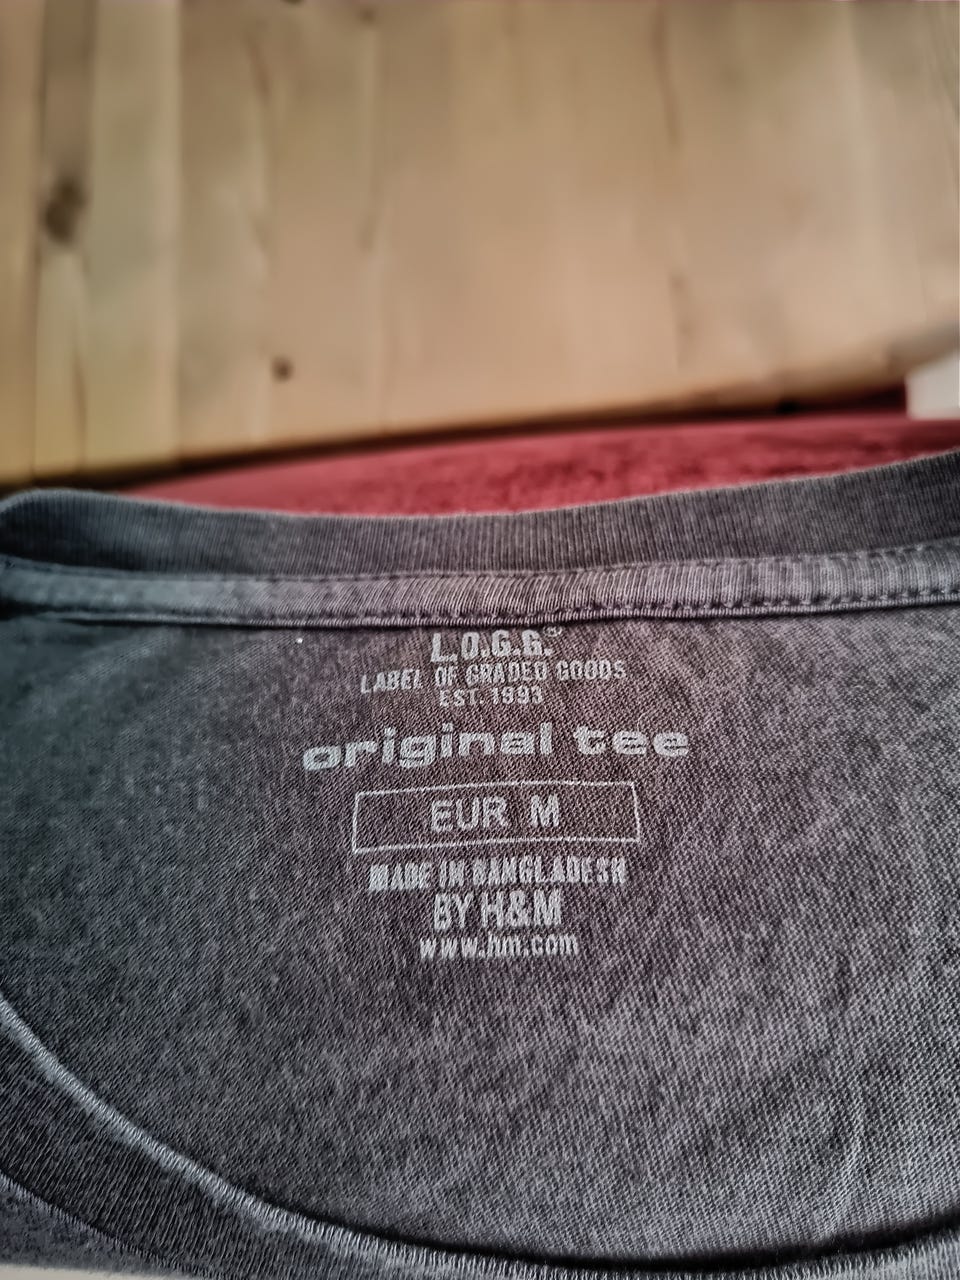 L.O.G.G.®
LABEL OF GRADED GOODS
EST. 1993
original tee
EUR M
MADE IN BANGLADESH
BY H&M
www.hm.com